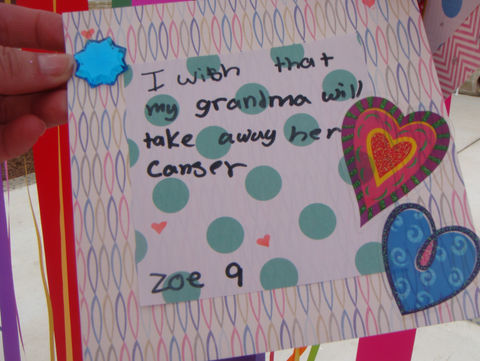 I wish that
my grandma will
take away her
Canser
Zoe 9